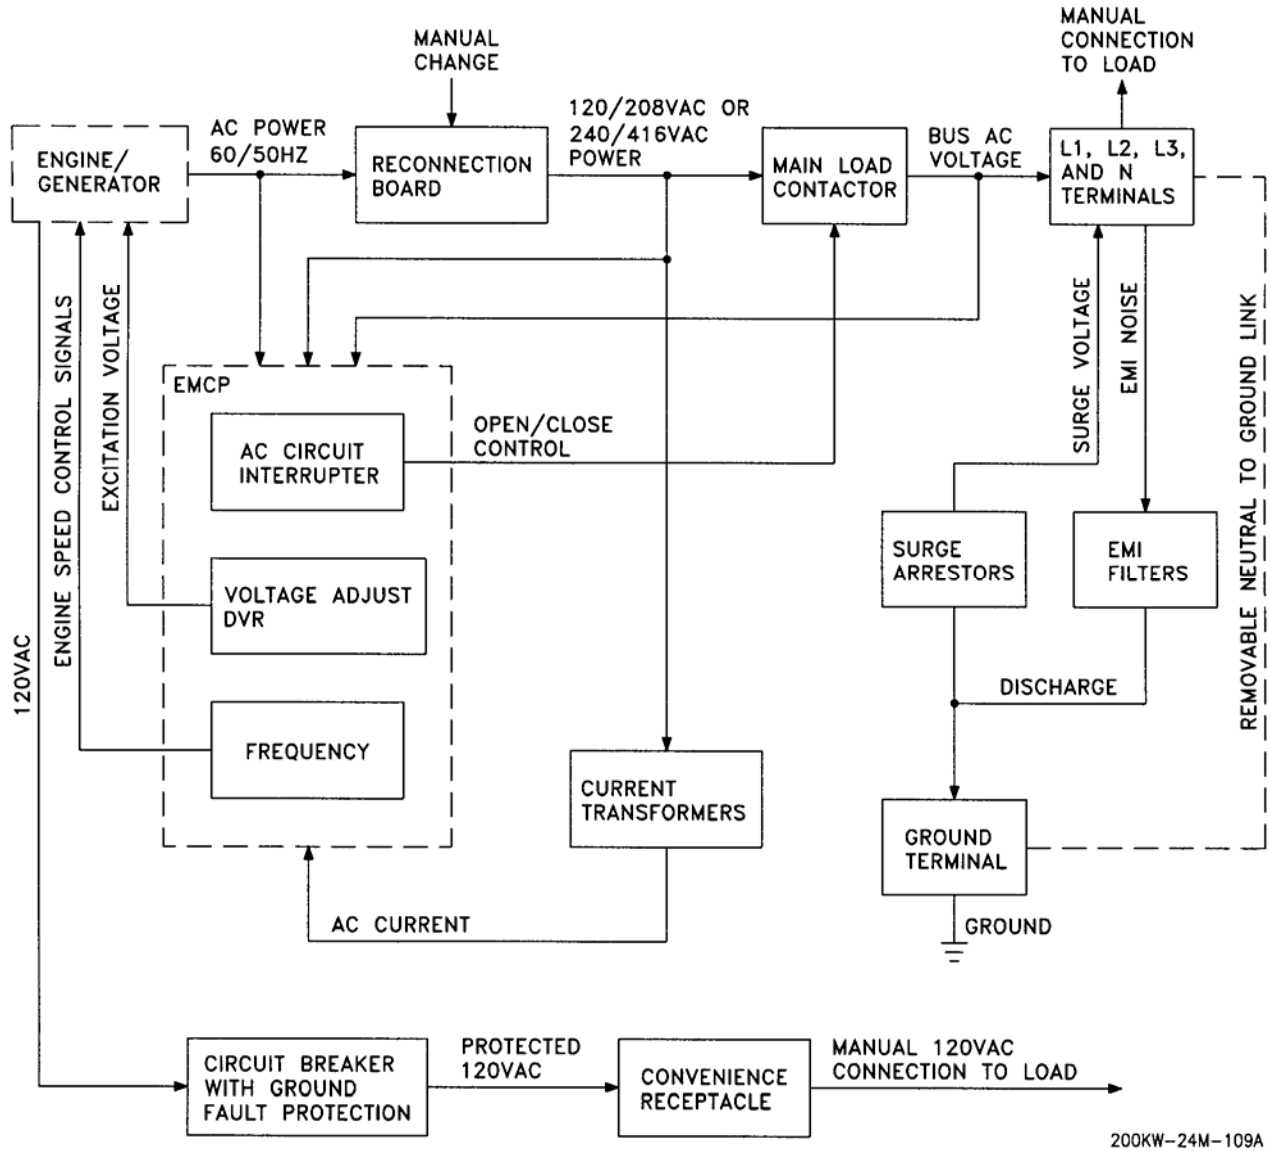 MANUAL
CONNECTION
TO LOAD
MANUAL
CHANGE
120/208VAC OR
240/416VAC
POWER
AC POWER
60/50HZ
BUS AC
VOLTAGE
ENGINE/
GENERATOR
RECONNECTION
BOARD
MAIN LOAD
CONTACTOR
L1, L2, L3,
AND N
TERMINALS
120VAC
ENGINE SPEED CONTROL SIGNALS
EXCITATION VOLTAGE
SURGE VOLTAGE
EMI NOISE
REMOVABLE NEUTRAL TO GROUND LINK
EMCP
AC CIRCUIT
INTERRUPTER
OPEN/CLOSE
CONTROL
VOLTAGE ADJUST
DVR
FREQUENCY
SURGE
ARRESTORS
EMI
FILTERS
DISCHARGE
CURRENT
TRANSFORMERS
GROUND
TERMINAL
AC CURRENT
GROUND
CIRCUIT BREAKER
WITH GROUND
FAULT PROTECTION
PROTECTED
120VAC
CONVENIENCE
RECEPTACLE
MANUAL 120VAC
CONNECTION TO LOAD
200KW-24M-109A